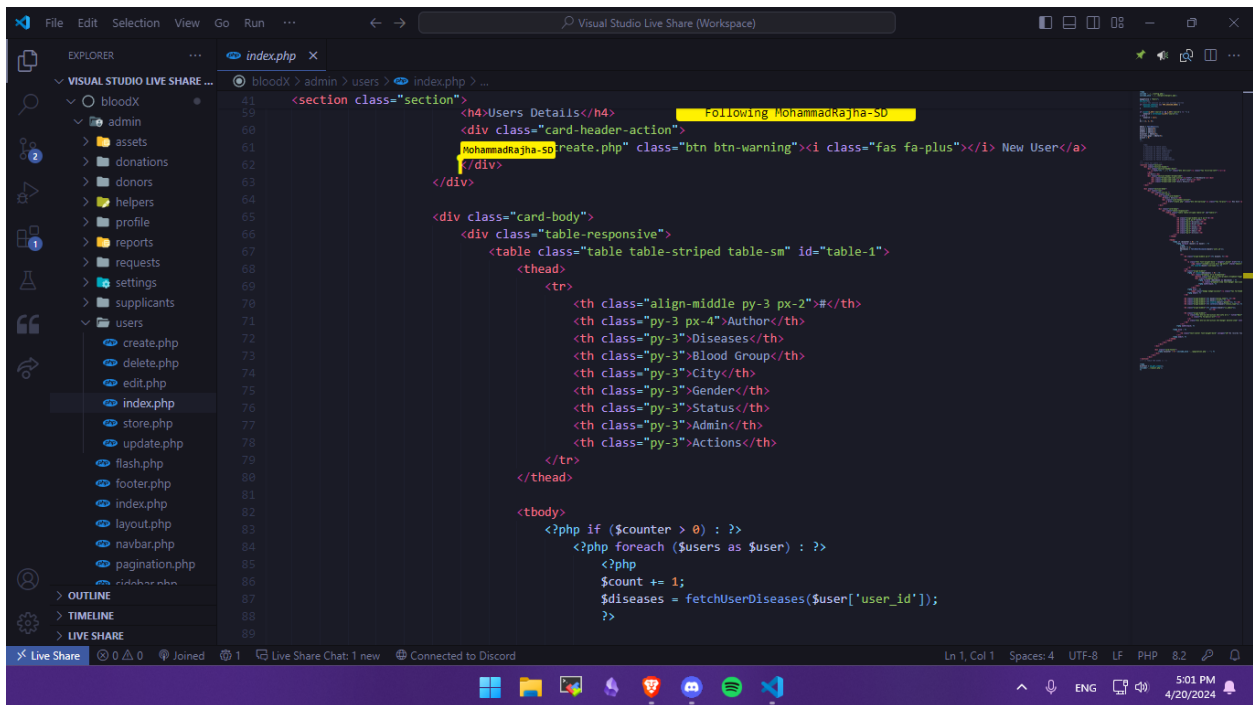 File Edit Selection View Go Run ··· Visual Studio Live Share (Workspace)
EXPLORER ···
index.php
VISUAL STUDIO LIVE SHARE ...
bloodX > admin > users > index.php > ...
bloodX
admin
assets
donations
donors
helpers
profile
reports
requests
settings
supplicants
users
create.php
delete.php
edit.php
index.php
store.php
update.php
flash.php
footer.php
index.php
layout.php
navbar.php
pagination.php
sidebar.php
OUTLINE
TIMELINE
LIVE SHARE
2
1
41 <section class="section">
59 <h4>Users Details</h4>
Following MohammadRajha-SD
60 <div class="card-header-action">
61 create.php" class="btn btn-warning"><i class="fas fa-plus"></i> New User</a>
MohammadRajha-SD
62 </div>
63 </div>
64
65 <div class="card-body">
66 <div class="table-responsive">
67 <table class="table table-striped table-sm" id="table-1">
68 <thead>
69 <tr>
70 <th class="align-middle py-3 px-2">#</th>
71 <th class="py-3 px-4">Author</th>
72 <th class="py-3">Diseases</th>
73 <th class="py-3">Blood Group</th>
74 <th class="py-3">City</th>
75 <th class="py-3">Gender</th>
76 <th class="py-3">Status</th>
77 <th class="py-3">Admin</th>
78 <th class="py-3">Actions</th>
79 </tr>
80 </thead>
81
82 <tbody>
83 <?php if ($counter > 0) : ?>
84 <?php foreach ($users as $user) : ?>
85 <?php
86 $count += 1;
87 $diseases = fetchUserDiseases($user['user_id']);
88 ?>
89
Live Share 0 0 Joined 1 Live Share Chat: 1 new Connected to Discord Ln 1, Col 1 Spaces: 4 UTF-8 LF PHP 8.2
ENG 5:01 PM
4/20/2024